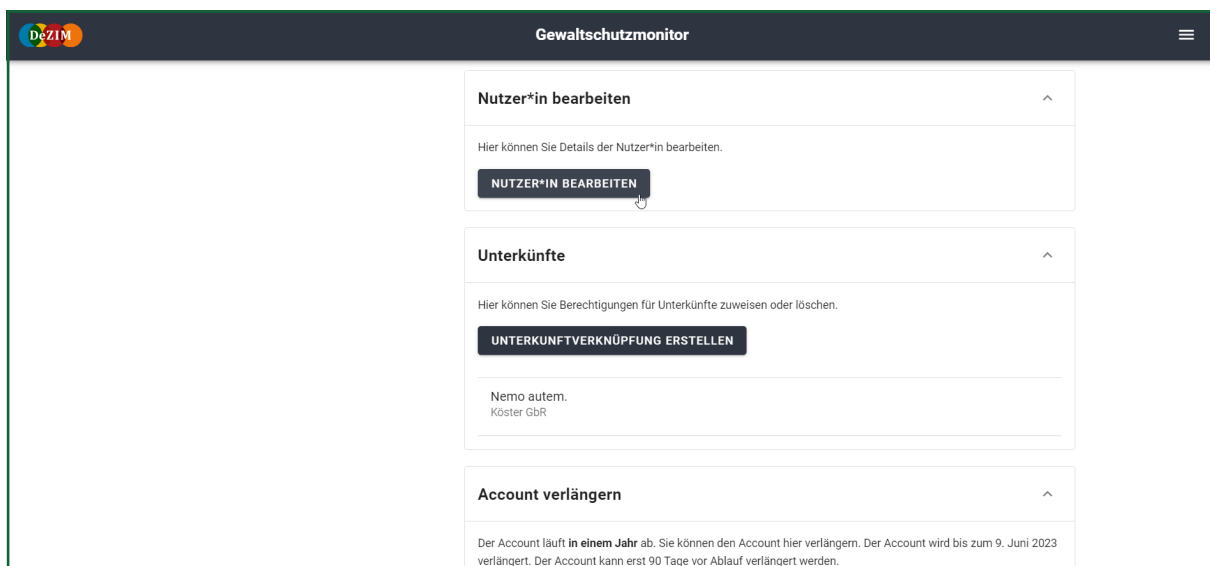 DeZIM
Gewaltschutzmonitor
Nutzer*in bearbeiten
Hier können Sie Details der Nutzer*in bearbeiten.
NUTZER*IN BEARBEITEN
Unterkünfte
Hier können Sie Berechtigungen für Unterkünfte zuweisen oder löschen.
UNTERKUNFTVERKNÜPFUNG ERSTELLEN
Nemo autem.
Köster GbR
Account verlängern
Der Account läuft in einem Jahr ab. Sie können den Account hier verlängern. Der Account wird bis zum 9. Juni 2023
verlängert. Der Account kann erst 90 Tage vor Ablauf verlängert werden.